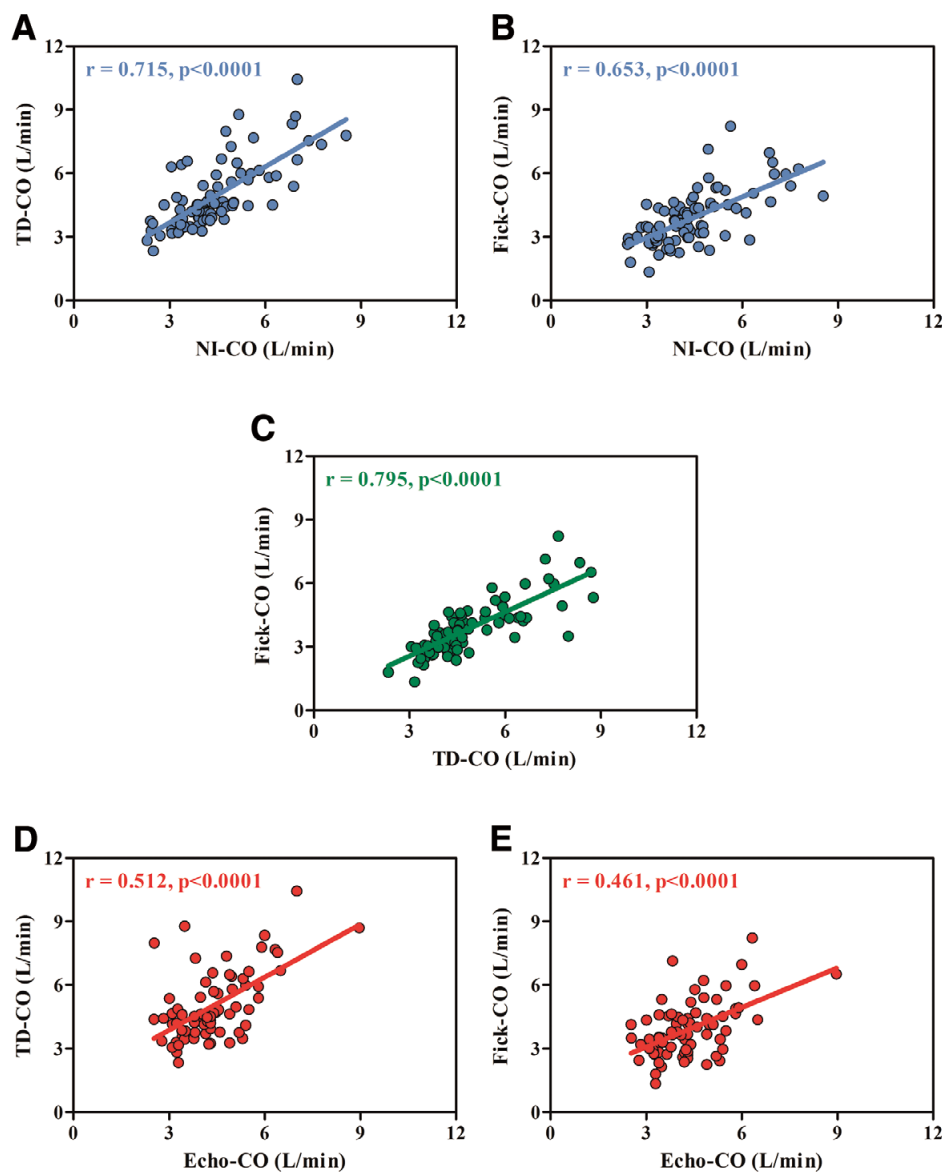 A
r = 0.715, p<0.0001
TD-CO (L/min)
12
9
6
3
0
0 3 6 9 12
NI-CO (L/min)
B
r = 0.653, p<0.0001
Fick-CO (L/min)
12
9
6
3
0
0 3 6 9 12
NI-CO (L/min)
C
r = 0.795, p<0.0001
Fick-CO (L/min)
12
9
6
3
0
0 3 6 9 12
TD-CO (L/min)
D
r = 0.512, p<0.0001
TD-CO (L/min)
12
9
6
3
0
0 3 6 9 12
Echo-CO (L/min)
E
r = 0.461, p<0.0001
Fick-CO (L/min)
12
9
6
3
0
0 3 6 9 12
Echo-CO (L/min)